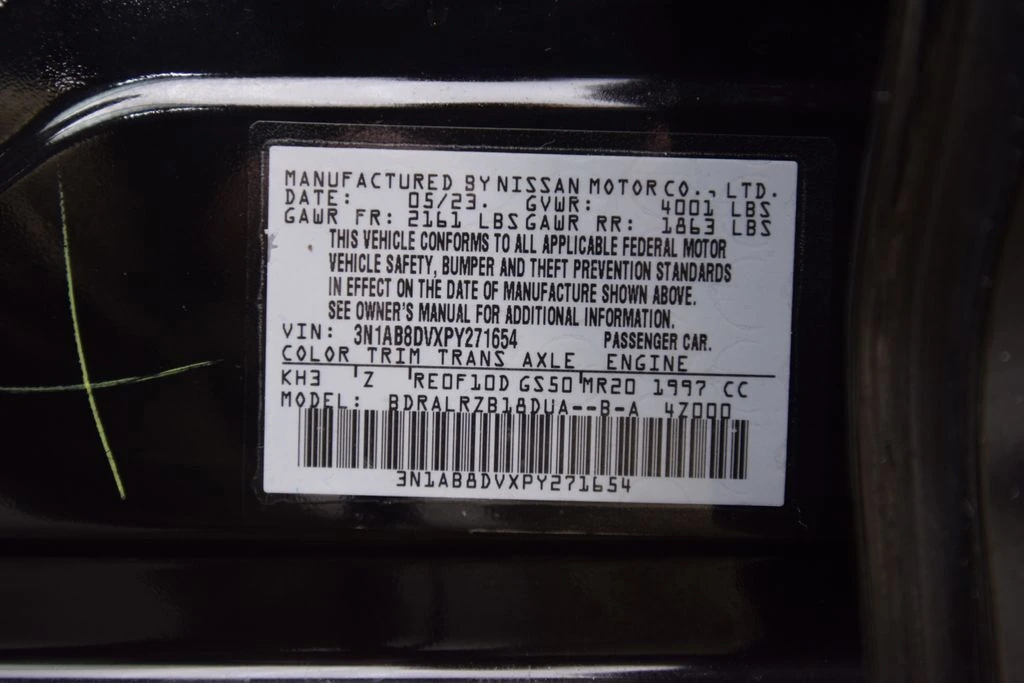 MANUFACTURED BY NISSAN MOTOR CO., LTD.
DATE: 05/23. GVWR: 4001 LBS
GAWR FR: 2161 LBS GAWR RR: 1863 LBS
THIS VEHICLE CONFORMS TO ALL APPLICABLE FEDERAL MOTOR
VEHICLE SAFETY, BUMPER AND THEFT PREVENTION STANDARDS
IN EFFECT ON THE DATE OF MANUFACTURE SHOWN ABOVE.
SEE OWNER'S MANUAL FOR ADDITIONAL INFORMATION.
VIN: 3N1AB8DVXPY271654 PASSENGER CAR.
COLOR TRIM TRANS AXLE ENGINE
KH3 Z RE0F10D GS50 MR20 1997 CC
MODEL: BDRALRZB18DUA--B-A 4Z000
3N1AB8DVXPY271654